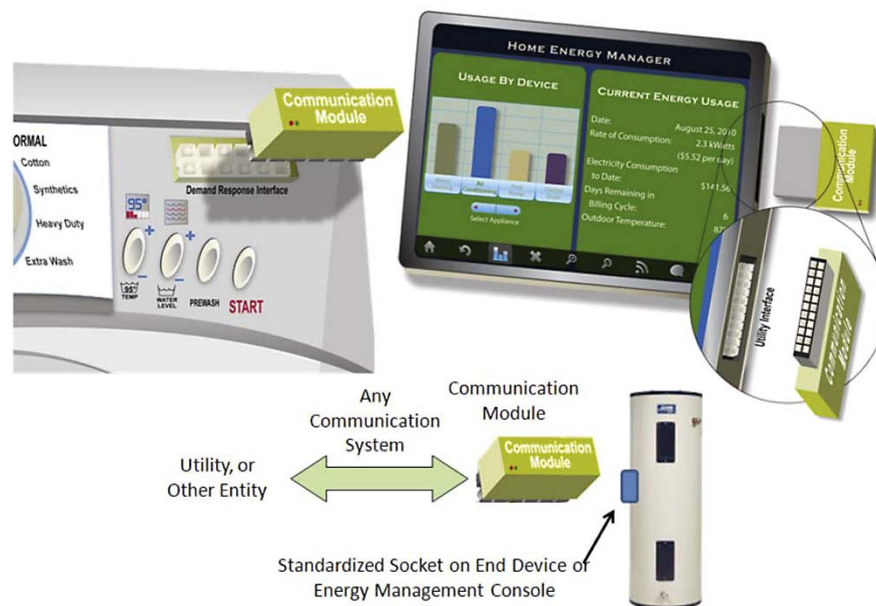 ORMAL
Cotton
Synthetics
Heavy Duty
Extra Wash
Communication
Module
Demand Response Interface
95°
+
+
−
−
95°
TEMP
WATER
LEVEL
PREWASH
START
HOME ENERGY MANAGER
USAGE BY DEVICE
Air
Conditioning
Select Appliance
CURRENT ENERGY USAGE
Date: August 25, 2010
Rate of Consumption: 2.3 kWatts
($5.52 per day)
Electricity Consumption
to Date: $141.56
Days Remaining in
Billing Cycle: 6
Outdoor Temperature:
Communication
Module
Utility Interface
Communication
Module
Any
Communication
System
Communication
Module
Utility, or
Other Entity
Communication
Module
Standardized Socket on End Device or
Energy Management Console